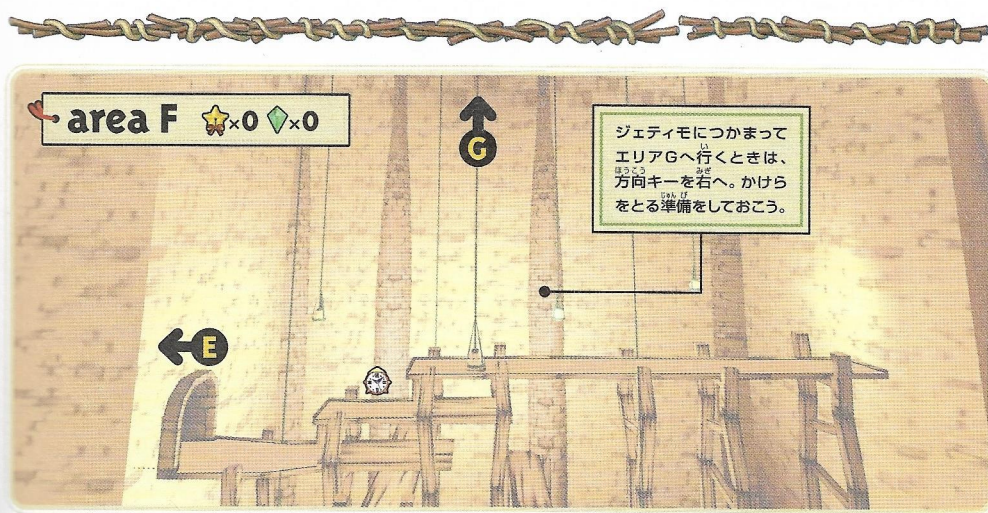 area F ×0 ×0
G
ジェティモにつかまって
エリアGへ行くときは、
方向キーを右へ。かけら
をとる準備をしておこう。
E